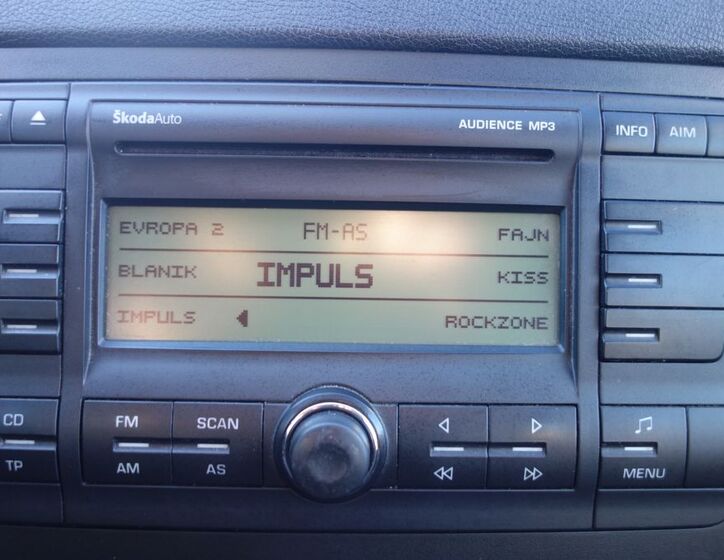 ŠkodaAuto
AUDIENCE MP3
INFO
AIM
EVROPA 2
FM-AS
FAJN
BLANIK
IMPULS
KISS
IMPULS
ROCKZONE
CD
TP
FM
AM
SCAN
AS
MENU